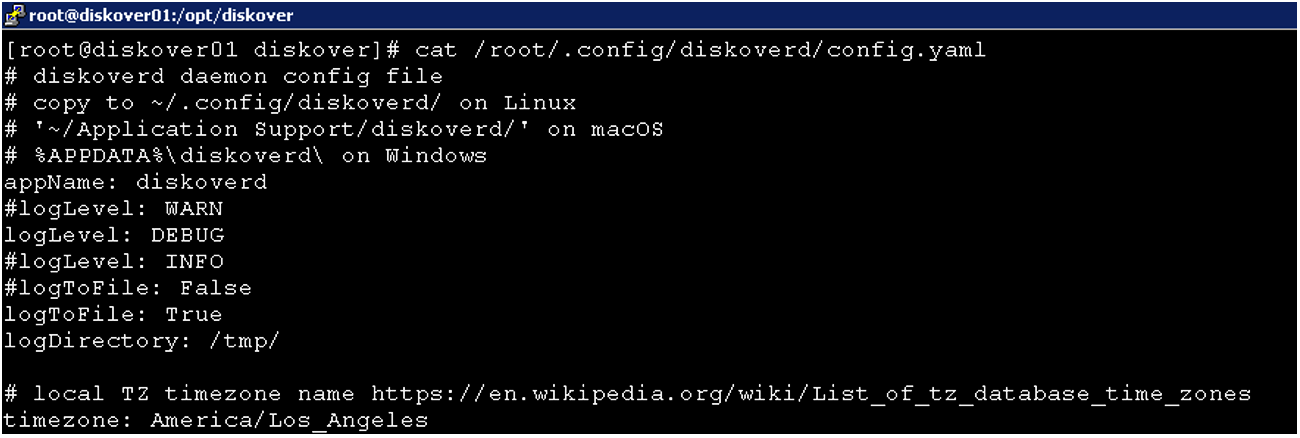 root@diskover01:/opt/diskover
[root@diskover01 diskover]# cat /root/.config/diskoverd/config.yaml
# diskoverd daemon config file
# copy to ~/.config/diskoverd/ on Linux
# '~/Application Support/diskoverd/' on macOS
# %APPDATA%\diskoverd\ on Windows
appName: diskoverd
#logLevel: WARN
logLevel: DEBUG
#logLevel: INFO
#logToFile: False
logToFile: True
logDirectory: /tmp/
# local TZ timezone name https://en.wikipedia.org/wiki/List_of_tz_database_time_zones
timezone: America/Los_Angeles